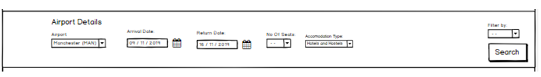 Airport Details
Airport:
Manchester (MAN)
Arrival Date:
09 / 11 / 2019
Return Date:
16 / 11 / 2019
No Of Seats:
- -
Accomodation Type:
Hotels and Hostels
Filter by:
- -
Search